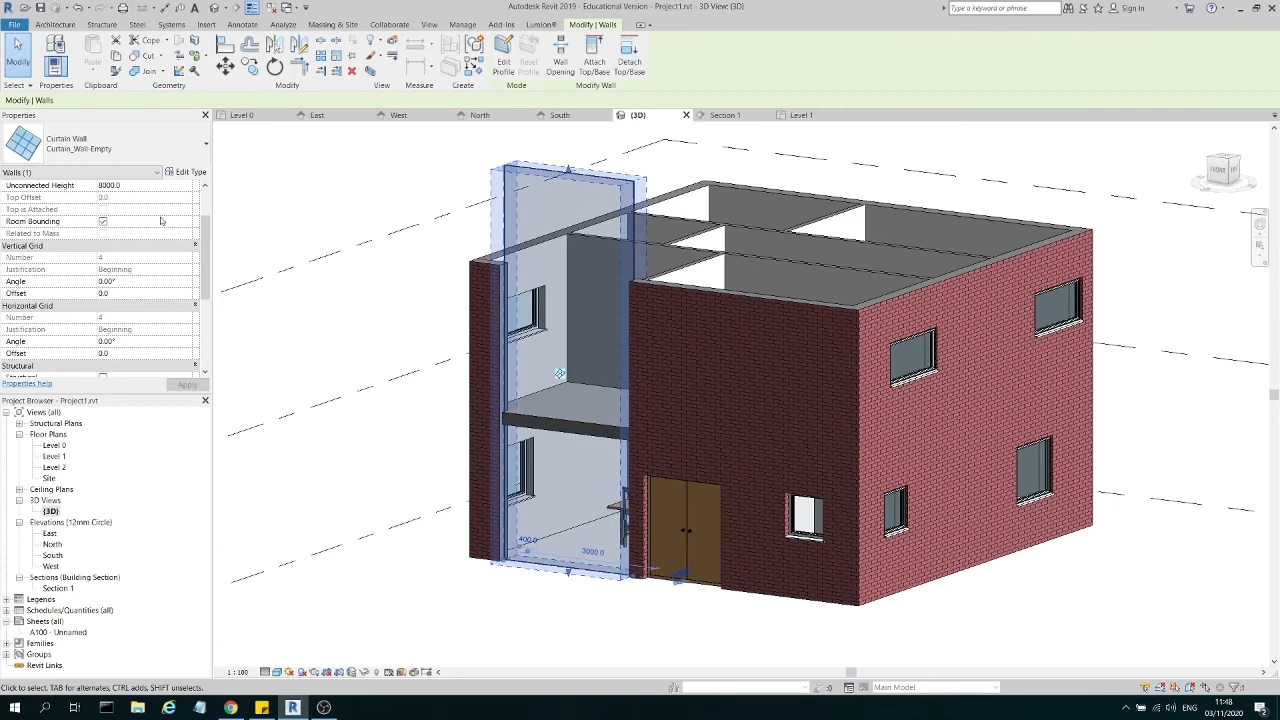 Autodesk Revit 2019 - Educational Version - Project1.rvt - 3D View: {3D}
Type a keyword or phrase
Sign In
File Architecture Structure Steel Systems Insert Annotate Analyze Massing & Site Collaborate View Manage Add-Ins Lumion® Modify | Walls
Modify
Paste
Cope
Cut
Join
Edit Profile
Reset Profile
Wall Opening
Attach Top/Base
Detach Top/Base
Select Properties Clipboard Geometry Modify View Measure Create Mode Modify Wall
Modify | Walls
Properties
Level 0 East West North South {3D} Section 1 Level 1
Curtain Wall
Curtain_Wall-Empty
Walls (1) Edit Type
Unconnected Height 8000.0
Top Offset 0.0
Top is Attached
Room Bounding
Related to Mass
Vertical Grid
Number 4
Justification Beginning
Angle 0.00°
Offset 0.0
Horizontal Grid
Number 4
Justification Beginning
Angle 0.00°
Offset 0.0
Structural
Properties help Apply
Project Browser - Project1.rvt
Views (all)
Structural Plans
Floor Plans
Level 0
Level 1
Level 2
Site
Ceiling Plans
3D Views
{3D}
Elevations (12mm Circle)
East
North
South
West
Sections (Building Section)
Section 1
Legends
Schedules/Quantities (all)
Sheets (all)
A100 - Unnamed
Families
Groups
Revit Links
FRONT
400.0
3000.0
1 : 100
Click to select, TAB for alternates, CTRL adds, SHIFT unselects.
:0
Main Model
:1
ENG
11:48
03/11/2020
2